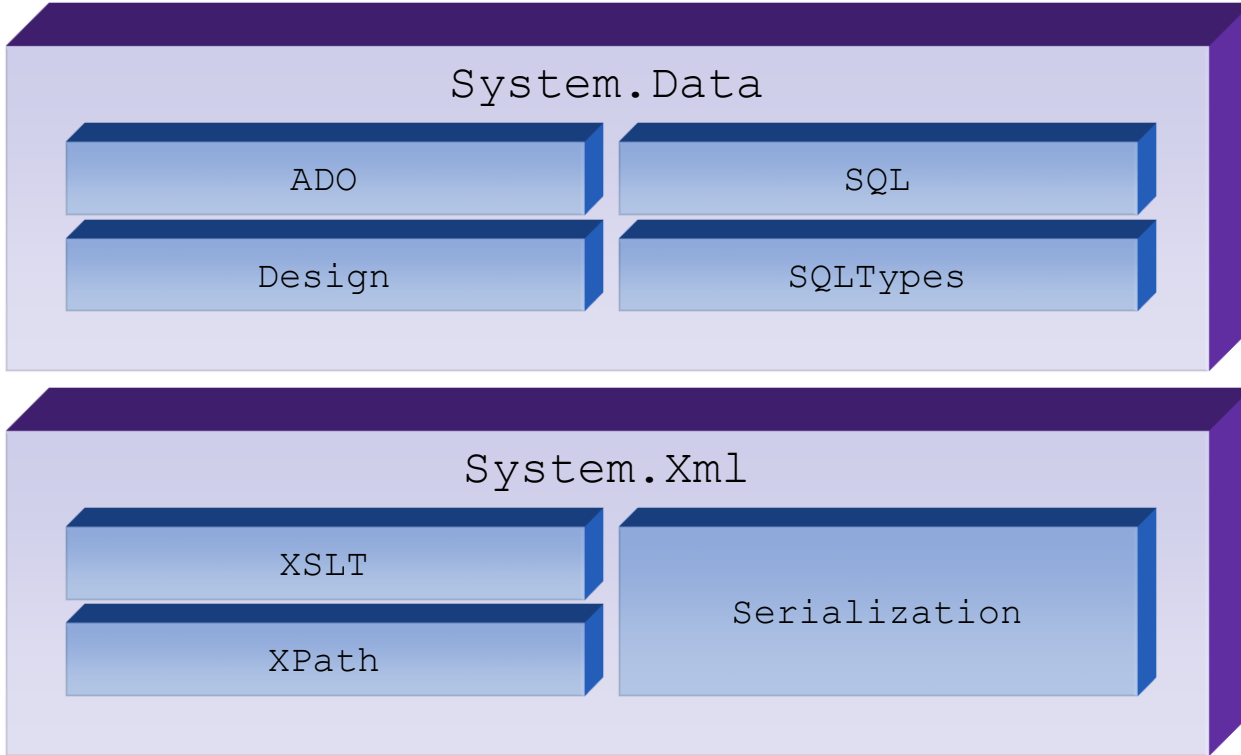 System.Data
ADO
SQL
Design
SQLTypes
System.Xml
XSLT
Serialization
XPath